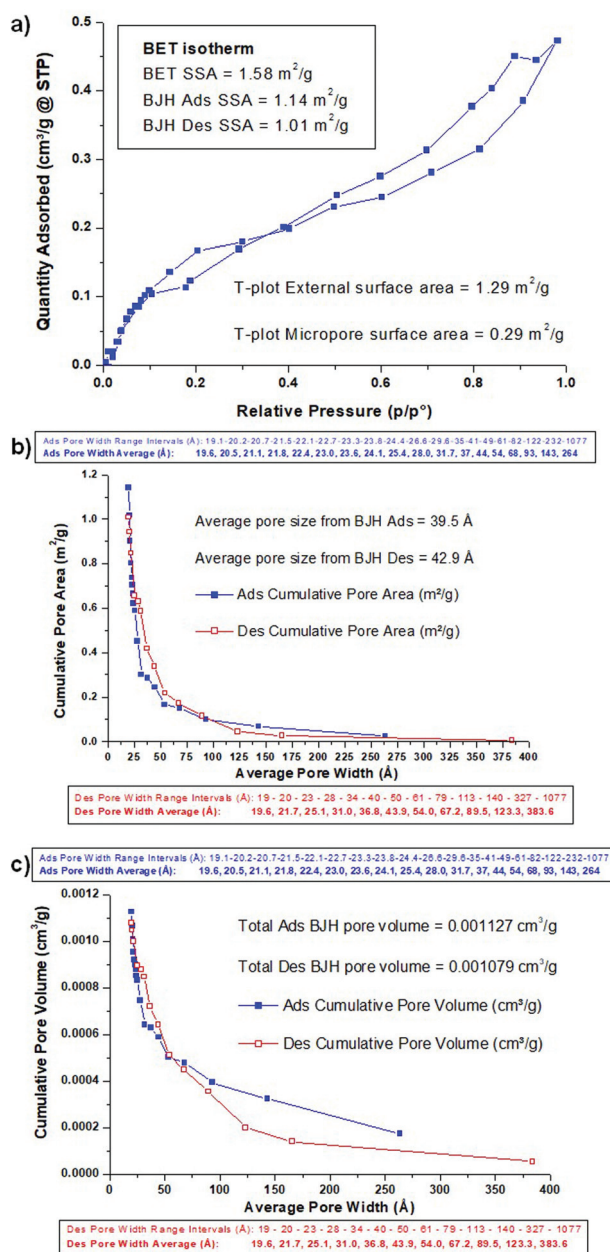 a)
0.5
0.4
0.3
0.2
0.1
0.0
Quantity Adsorbed (cm³/g @ STP)
BET isotherm
BET SSA = 1.58 m²/g
BJH Ads SSA = 1.14 m²/g
BJH Des SSA = 1.01 m²/g
T-plot External surface area = 1.29 m²/g
T-plot Micropore surface area = 0.29 m²/g
0.0 0.2 0.4 0.6 0.8 1.0
Relative Pressure (p/p°)
b)
Ads Pore Width Range Intervals (Å): 19.1-20.2-20.7-21.5-22.1-22.7-23.3-23.8-24.4-26.6-29.6-35-41-49-61-82-122-232-1077
Ads Pore Width Average (Å): 19.6, 20.5, 21.1, 21.8, 22.4, 23.0, 23.6, 24.1, 25.4, 28.0, 31.7, 37, 44, 54, 68, 93, 143, 264
1.2
1.0
0.8
0.6
0.4
0.2
0.0
Cumulative Pore Area (m²/g)
Average pore size from BJH Ads = 39.5 Å
Average pore size from BJH Des = 42.9 Å
Ads Cumulative Pore Area (m²/g)
Des Cumulative Pore Area (m²/g)
0 25 50 75 100 125 150 175 200 225 250 275 300 325 350 375 400
Average Pore Width (Å)
Des Pore Width Range Intervals (Å): 19 - 20 - 23 - 28 - 34 - 40 - 50 - 61 - 79 - 113 - 140 - 327 - 1077
Des Pore Width Average (Å): 19.6, 21.7, 25.1, 31.0, 36.8, 43.9, 54.0, 67.2, 89.5, 123.3, 383.6
c)
Ads Pore Width Range Intervals (Å): 19.1-20.2-20.7-21.5-22.1-22.7-23.3-23.8-24.4-26.6-29.6-35-41-49-61-82-122-232-1077
Ads Pore Width Average (Å): 19.6, 20.5, 21.1, 21.8, 22.4, 23.0, 23.6, 24.1, 25.4, 28.0, 31.7, 37, 44, 54, 68, 93, 143, 264
0.0012
0.0010
0.0008
0.0006
0.0004
0.0002
0.0000
Cumulative Pore Volume (cm³/g)
Total Ads BJH pore volume = 0.001127 cm³/g
Total Des BJH pore volume = 0.001079 cm³/g
Ads Cumulative Pore Volume (cm³/g)
Des Cumulative Pore Volume (cm³/g)
0 50 100 150 200 250 300 350 400
Average Pore Width (Å)
Des Pore Width Range Intervals (Å): 19 - 20 - 23 - 28 - 34 - 40 - 50 - 61 - 79 - 113 - 140 - 327 - 1077
Des Pore Width Average (Å): 19.6, 21.7, 25.1, 31.0, 36.8, 43.9, 54.0, 67.2, 89.5, 123.3, 383.6